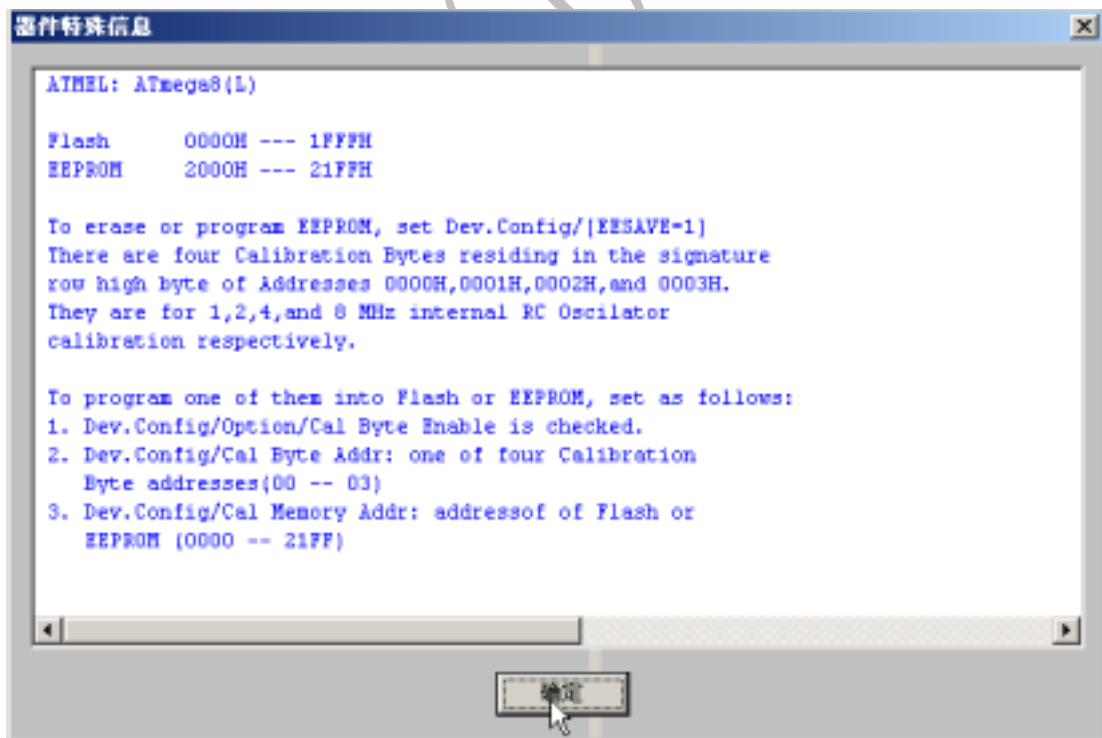 器件特殊信息
ATMEL: ATmega8(L)
Flash 0000H --- 1FFFH
EEPROM 2000H --- 21FFH
To erase or program EEPROM, set Dev.Config/[EESAVE=1]
There are four Calibration Bytes residing in the signature
row high byte of Addresses 0000H,0001H,0002H,and 0003H.
They are for 1,2,4,and 8 MHz internal RC Oscilator
calibration respectively.
To program one of them into Flash or EEPROM, set as follows:
1. Dev.Config/Option/Cal Byte Enable is checked.
2. Dev.Config/Cal Byte Addr: one of four Calibration
Byte addresses(00 -- 03)
3. Dev.Config/Cal Memory Addr: addressof of Flash or
EEPROM (0000 -- 21FF)
确定